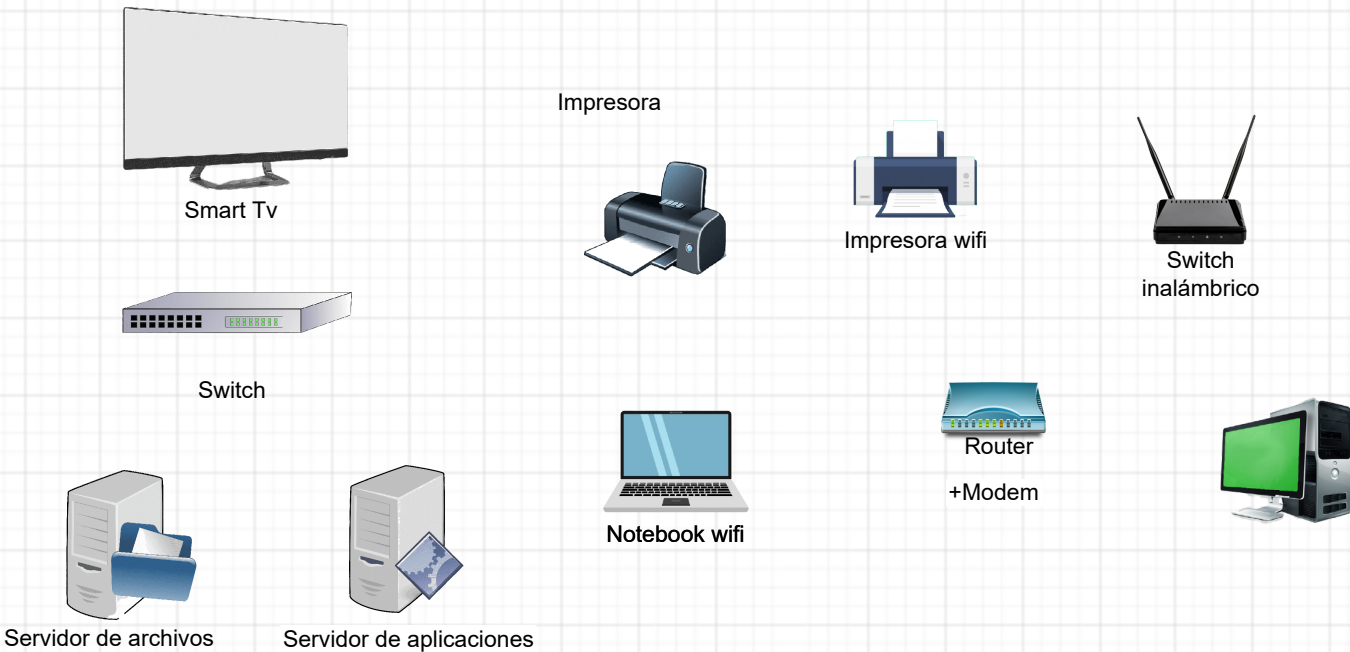 Impresora
Smart Tv
Impresora wifi
Switch
inalámbrico
Switch
Router
+Modem
Notebook wifi
Servidor de archivos
Servidor de aplicaciones